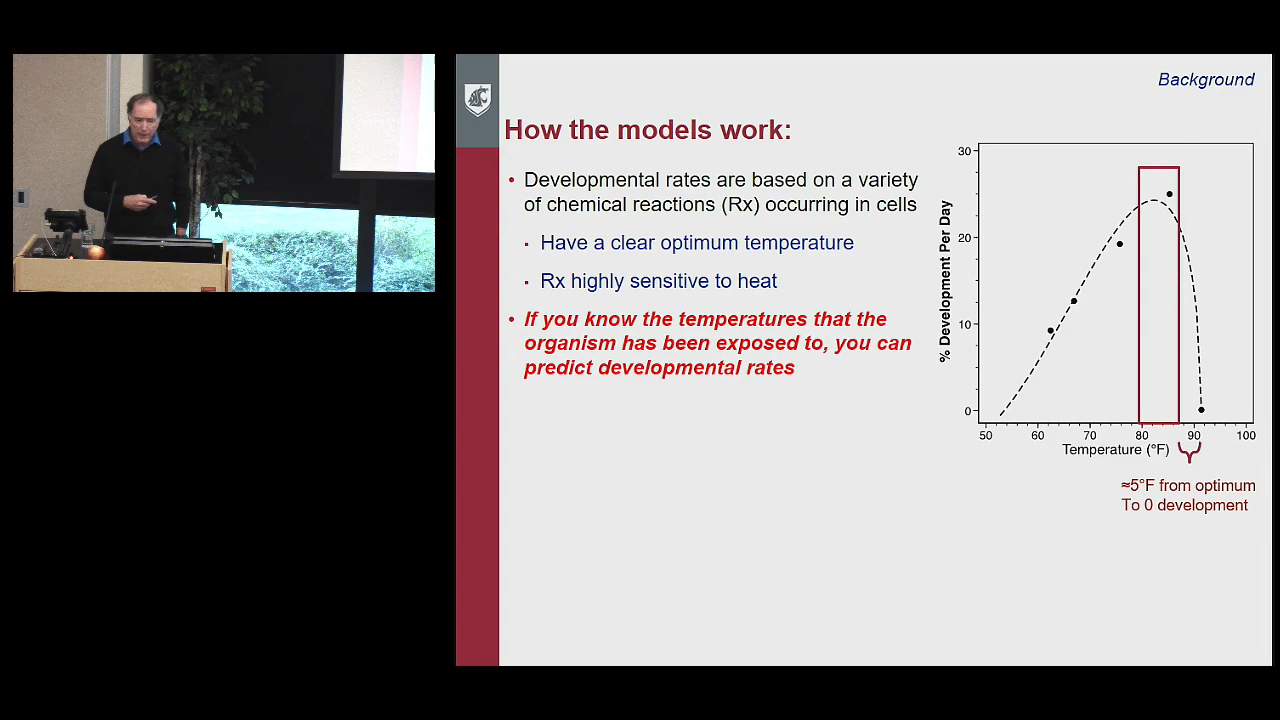 Background
How the models work:
• Developmental rates are based on a variety
of chemical reactions (Rx) occurring in cells
▪ Have a clear optimum temperature
▪ Rx highly sensitive to heat
• If you know the temperatures that the
organism has been exposed to, you can
predict developmental rates
% Development Per Day
30
20
10
0
50 60 70 80 90 100
Temperature (°F)
≈5°F from optimum
To 0 development